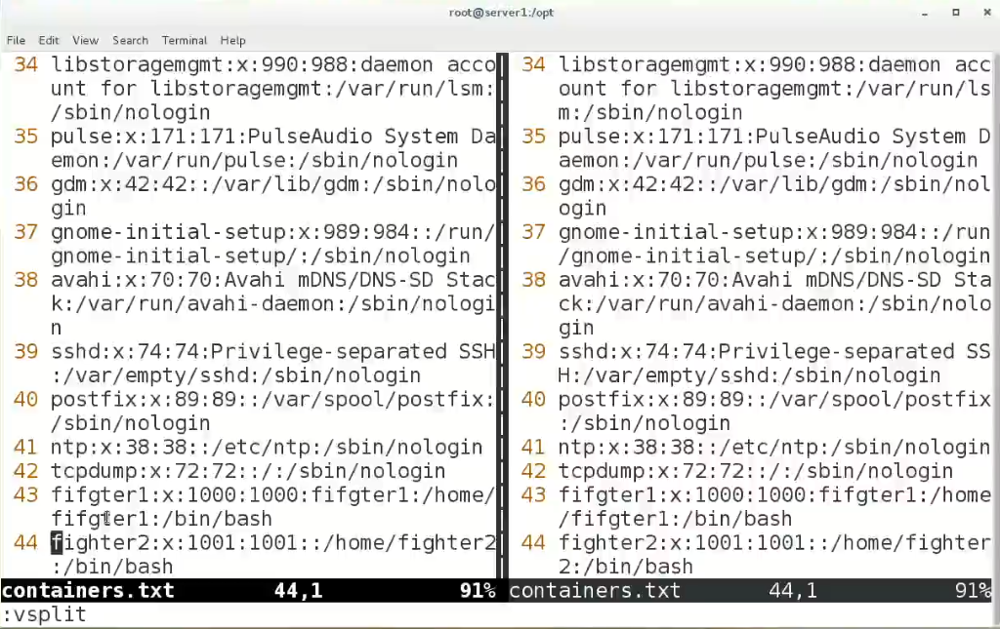 root@server1:/opt
File Edit View Search Terminal Help
34 libstoragemgmt:x:990:988:daemon acco
unt for libstoragemgmt:/var/run/lsm:
/sbin/nologin
35 pulse:x:171:171:PulseAudio System Da
emon:/var/run/pulse:/sbin/nologin
36 gdm:x:42:42::/var/lib/gdm:/sbin/nolo
gin
37 gnome-initial-setup:x:989:984::/run/
gnome-initial-setup/:/sbin/nologin
38 avahi:x:70:70:Avahi mDNS/DNS-SD Stac
k:/var/run/avahi-daemon:/sbin/nologi
n
39 sshd:x:74:74:Privilege-separated SSH
:/var/empty/sshd:/sbin/nologin
40 postfix:x:89:89::/var/spool/postfix:
/sbin/nologin
41 ntp:x:38:38::/etc/ntp:/sbin/nologin
42 tcpdump:x:72:72::/:/sbin/nologin
43 fifgter1:x:1000:1000:fifgter1:/home/
fifgter1:/bin/bash
44 fighter2:x:1001:1001::/home/fighter2
:/bin/bash
containers.txt 44,1 91%
34 libstoragemgmt:x:990:988:daemon acc
ount for libstoragemgmt:/var/run/ls
m:/sbin/nologin
35 pulse:x:171:171:PulseAudio System D
aemon:/var/run/pulse:/sbin/nologin
36 gdm:x:42:42::/var/lib/gdm:/sbin/nol
ogin
37 gnome-initial-setup:x:989:984::/run
/gnome-initial-setup/:/sbin/nologin
38 avahi:x:70:70:Avahi mDNS/DNS-SD Sta
ck:/var/run/avahi-daemon:/sbin/nolo
gin
39 sshd:x:74:74:Privilege-separated SS
H:/var/empty/sshd:/sbin/nologin
40 postfix:x:89:89::/var/spool/postfix
:/sbin/nologin
41 ntp:x:38:38::/etc/ntp:/sbin/nologin
42 tcpdump:x:72:72::/:/sbin/nologin
43 fifgter1:x:1000:1000:fifgter1:/home
/fifgter1:/bin/bash
44 fighter2:x:1001:1001::/home/fighter
2:/bin/bash
containers.txt 44,1 91%
:vsplit